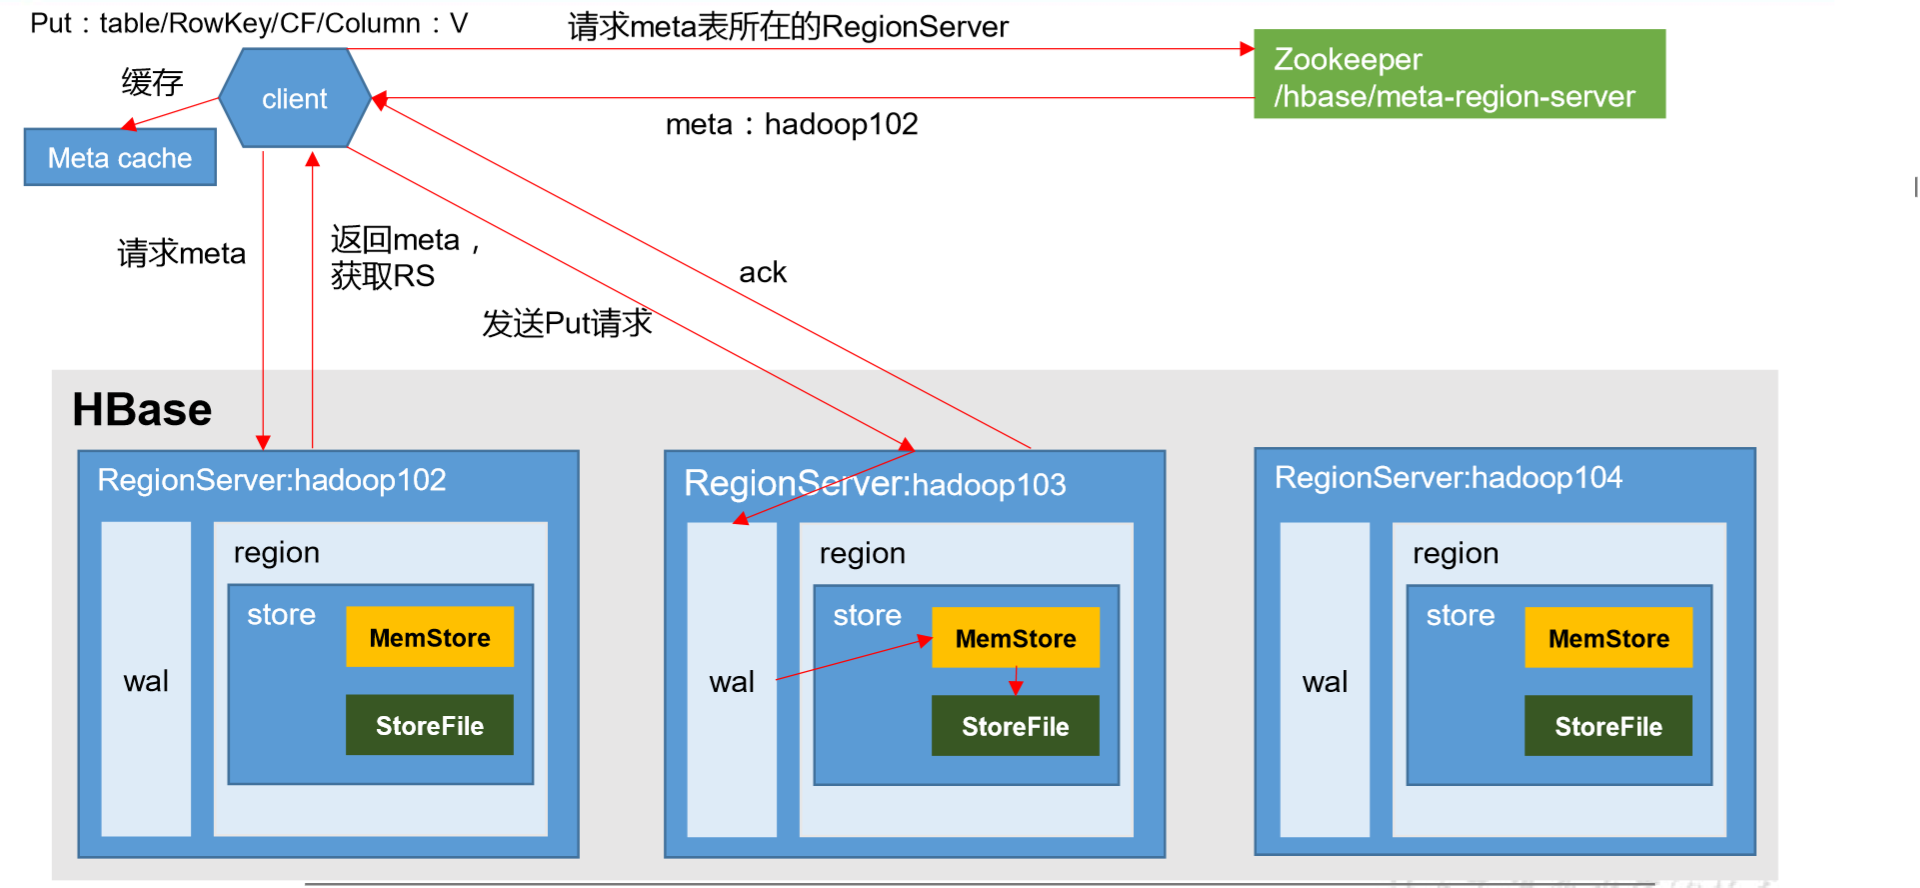 Put：table/RowKey/CF/Column：V
请求meta表所在的RegionServer
Zookeeper
/hbase/meta-region-server
缓存
client
meta：hadoop102
Meta cache
请求meta
返回meta，
获取RS
ack
发送Put请求
HBase
RegionServer:hadoop102
wal
region
store
MemStore
StoreFile
RegionServer:hadoop103
wal
region
store
MemStore
StoreFile
RegionServer:hadoop104
wal
region
store
MemStore
StoreFile